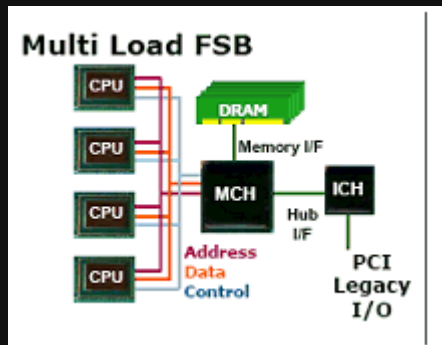 Multi Load FSB
CPU
CPU
CPU
CPU
DRAM
Memory I/F
MCH
ICH
Hub
I/F
Address
Data
Control
PCI
Legacy
I/O